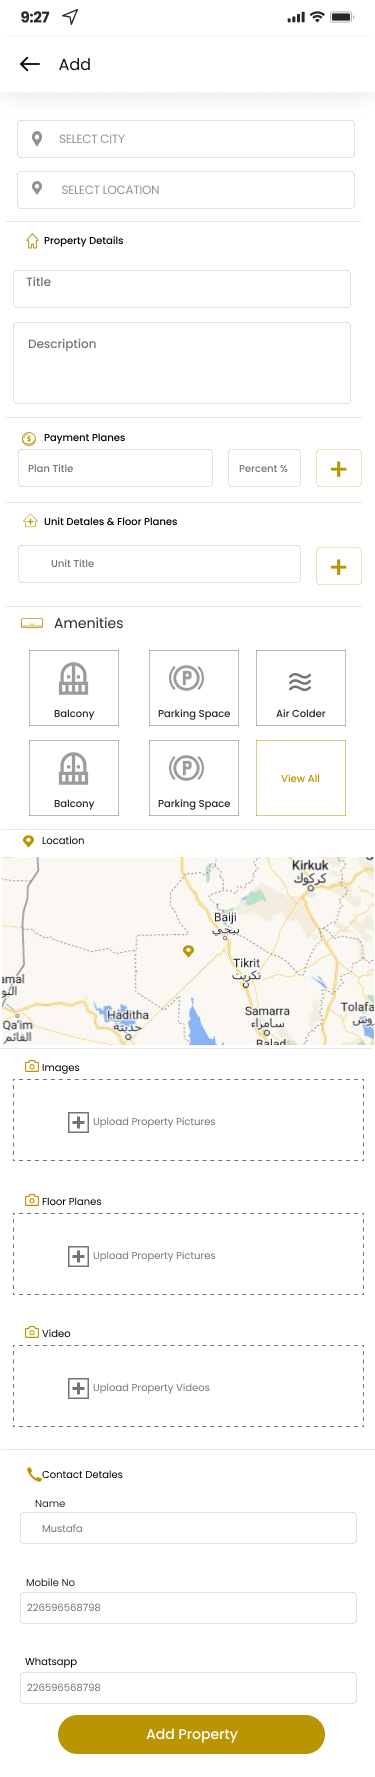 9:27
Add
SELECT CITY
SELECT LOCATION
Property Details
Title
Description
Payment Planes
Plan Title
Percent %
Unit Detales & Floor Planes
Unit Title
Amenities
Balcony
Parking Space
Air Colder
Balcony
Parking Space
View All
Location
Kirkuk
كركوك
Baiji
بيجي
Tikrit
تكريت
amal
Samarra
سامراء
Tolafa
Haditha
حديثة
Qa'im
القائم
Balad
Images
Upload Property Pictures
Floor Planes
Upload Property Pictures
Video
Upload Property Videos
Contact Detales
Name
Mustafa
Mobile No
226596568798
Whatsapp
226596568798
Add Property